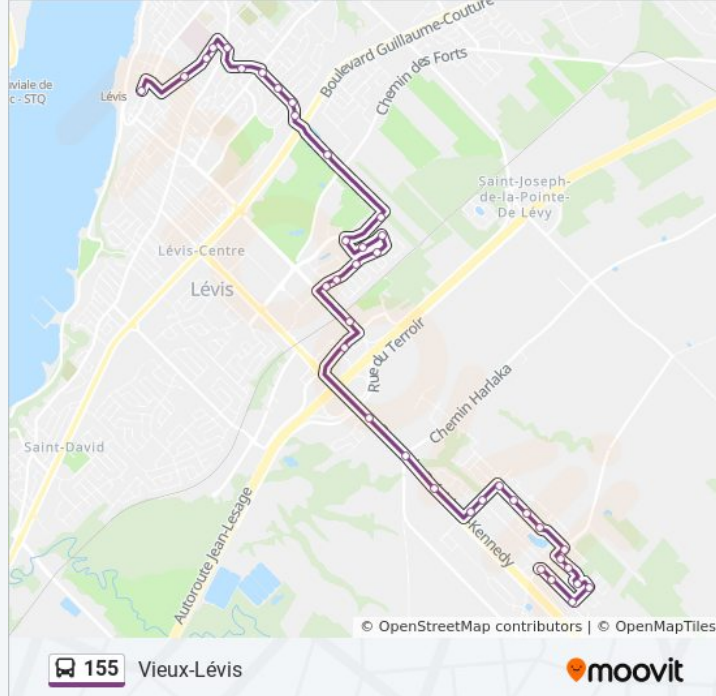 Boulevard Guillaume-Couture
Chemin des Forts
uviale de
c - STQ
Lévis
Saint-Joseph-
de-la-Pointe-
De Lévy
Lévis-Centre
Lévis
Rue du Terroir
Chemin Harlaka
Saint-David
Kennedy
Autoroute Jean-Lesage
© OpenStreetMap contributors | © OpenMapTiles
155 Vieux-Lévis
moovit